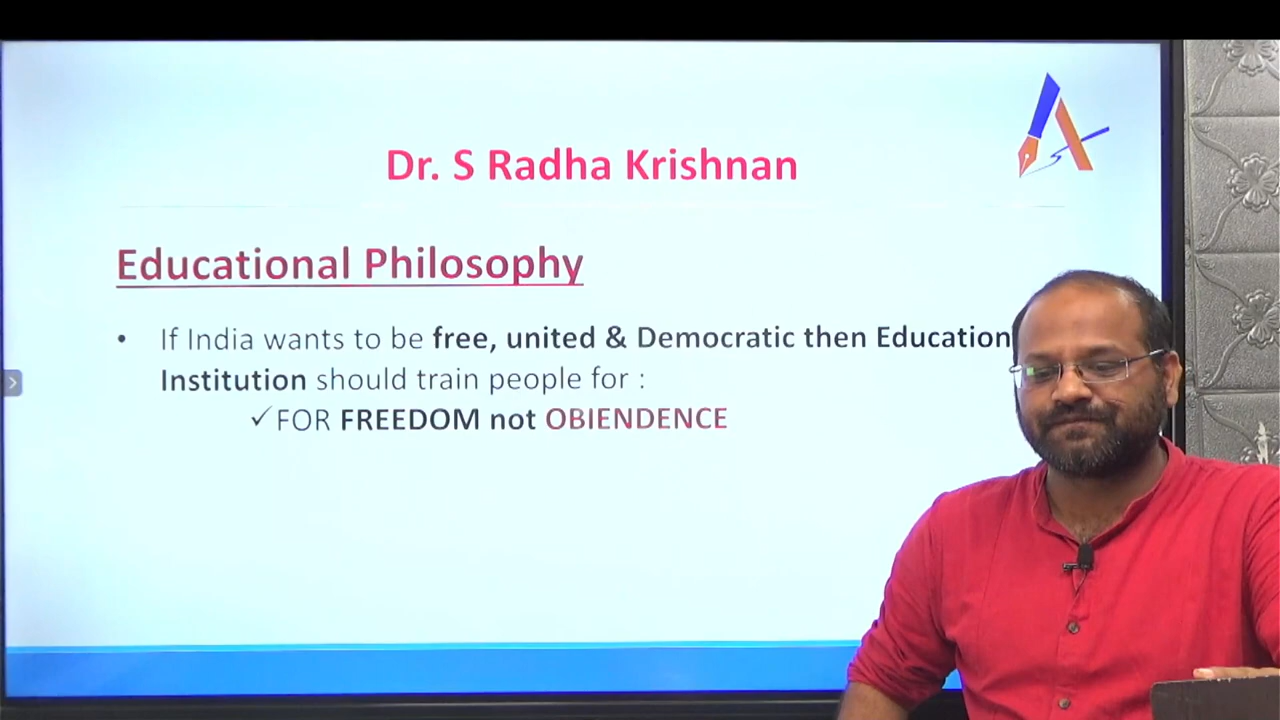 Dr. S Radha Krishnan
Educational Philosophy
• If India wants to be free, united & Democratic then Education
Institution should train people for :
✓FOR FREEDOM not OBIENDENCE